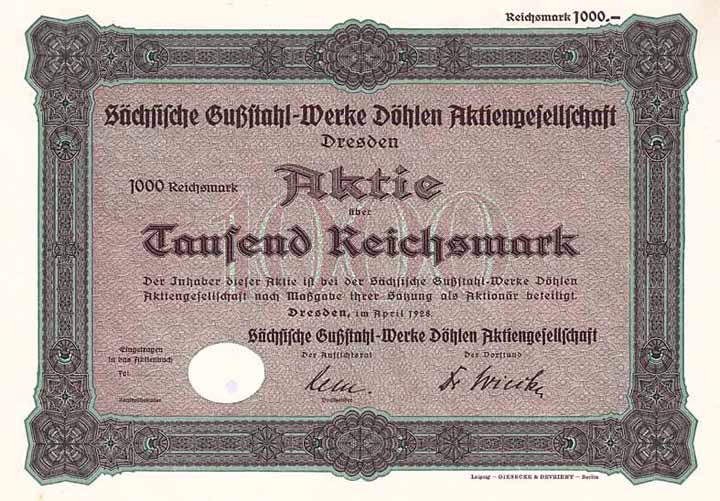 Reichsmark 1000.–
Sächsische Gußstahl-Werke Döhlen Aktiengesellschaft
Dresden
1000 Reichsmark
Aktie
über
1000
Tausend Reichsmark
Der Inhaber dieser Aktie ist bei der Sächsische Gußstahl-Werke Döhlen
Aktiengesellschaft nach Maßgabe ihrer Satzung als Aktionär beteiligt.
Dresden, im April 1928.
Sächsische Gußstahl-Werke Döhlen Aktiengesellschaft
Eingetragen
in das Aktienbuch
Der Aufsichtsrat
Der Vorstand
Vorsitzender
Leipzig – GIESECKE & DEVRIENT – Berlin